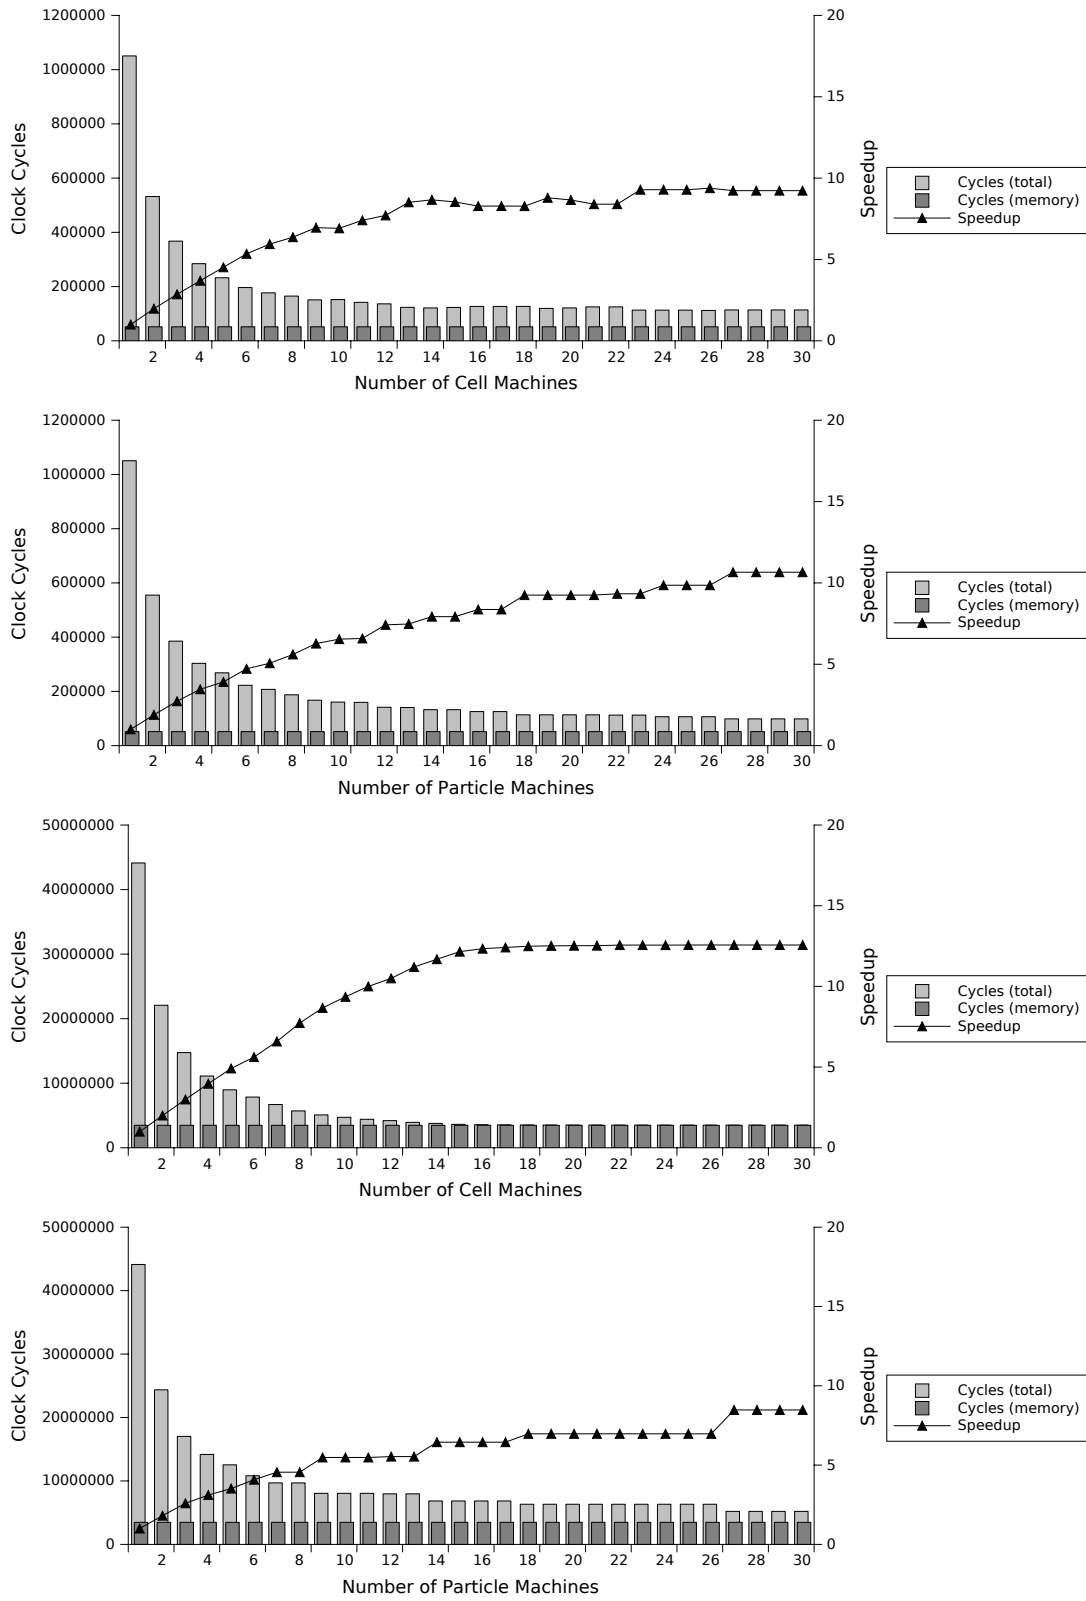 1200000
1000000
800000
600000
400000
200000
0
Clock Cycles
20
15
10
5
0
Speedup
Cycles (total)
Cycles (memory)
Speedup
2 4 6 8 10 12 14 16 18 20 22 24 26 28 30
Number of Cell Machines
1200000
1000000
800000
600000
400000
200000
0
Clock Cycles
20
15
10
5
0
Speedup
Cycles (total)
Cycles (memory)
Speedup
2 4 6 8 10 12 14 16 18 20 22 24 26 28 30
Number of Particle Machines
50000000
40000000
30000000
20000000
10000000
0
Clock Cycles
20
15
10
5
0
Speedup
Cycles (total)
Cycles (memory)
Speedup
2 4 6 8 10 12 14 16 18 20 22 24 26 28 30
Number of Cell Machines
50000000
40000000
30000000
20000000
10000000
0
Clock Cycles
20
15
10
5
0
Speedup
Cycles (total)
Cycles (memory)
Speedup
2 4 6 8 10 12 14 16 18 20 22 24 26 28 30
Number of Particle Machines